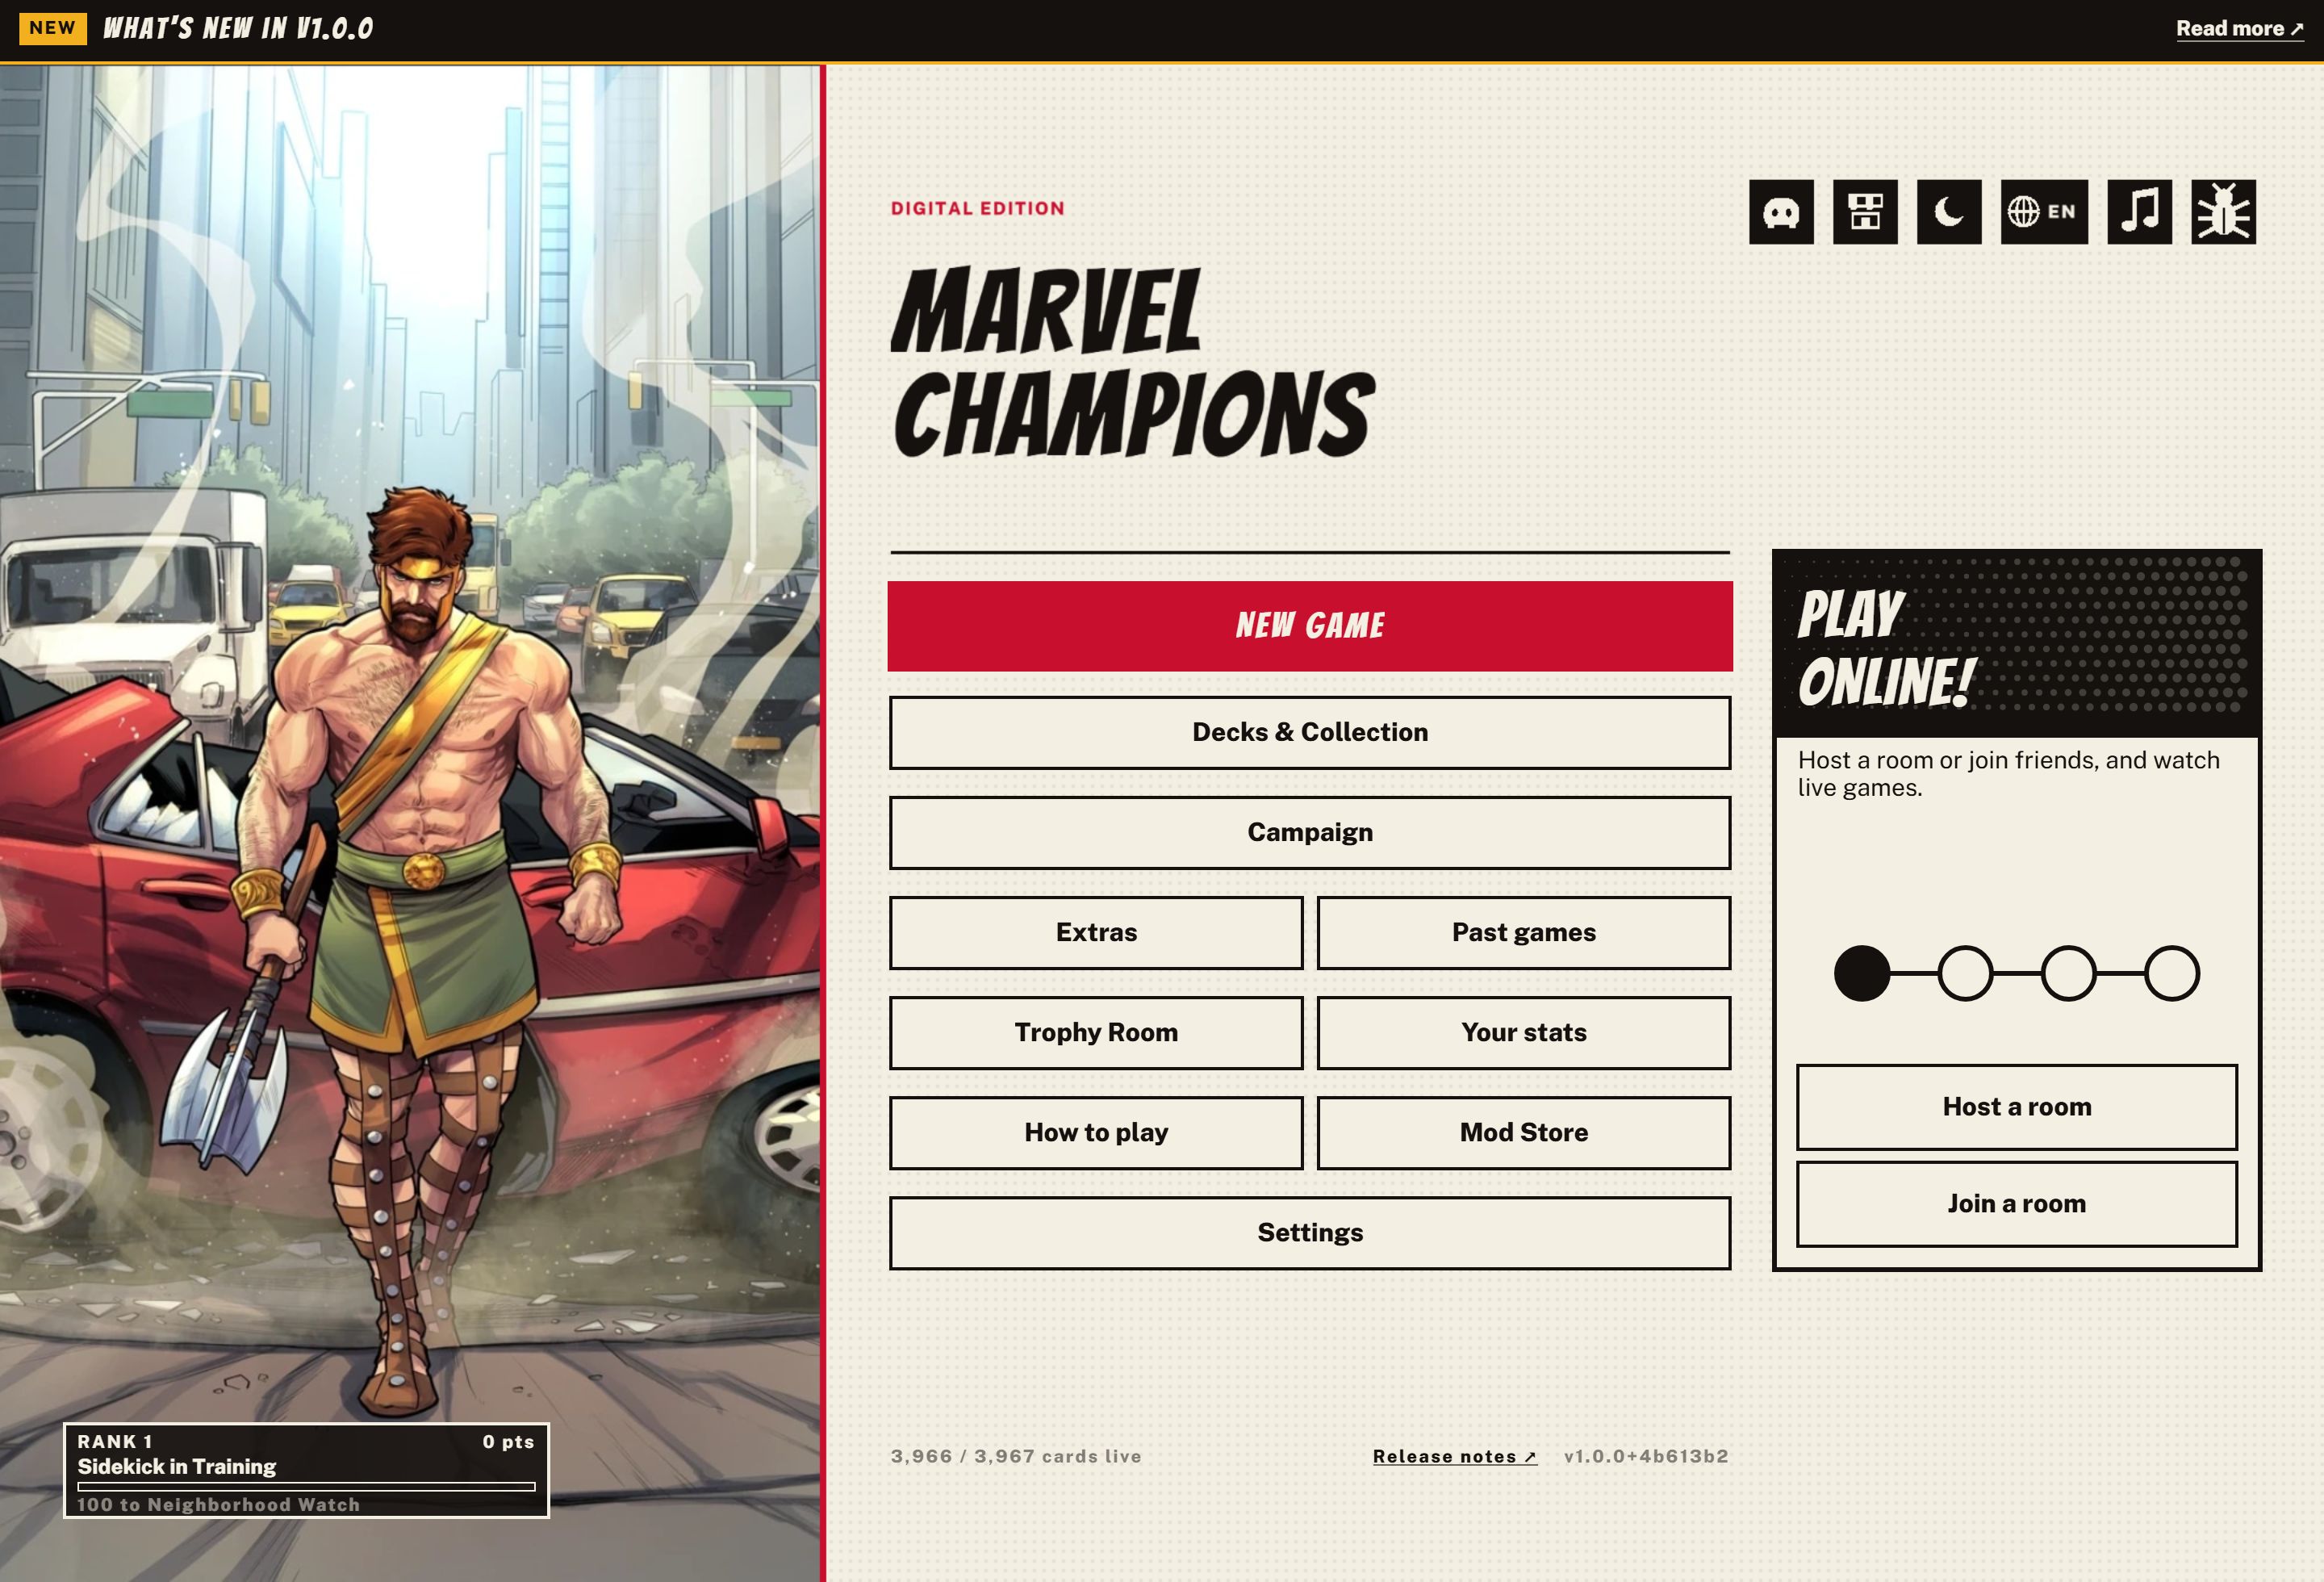 NEW WHAT'S NEW IN V1.0.0 Read more ↗
DIGITAL EDITION
EN
MARVEL
CHAMPIONS
NEW GAME
Decks & Collection
Campaign
Extras
Past games
Trophy Room
Your stats
How to play
Mod Store
Settings
PLAY
ONLINE!
Host a room or join friends, and watch
live games.
Host a room
Join a room
RANK 1 0 pts
Sidekick in Training
100 to Neighborhood Watch
3,966 / 3,967 cards live
Release notes ↗ v1.0.0+4b613b2